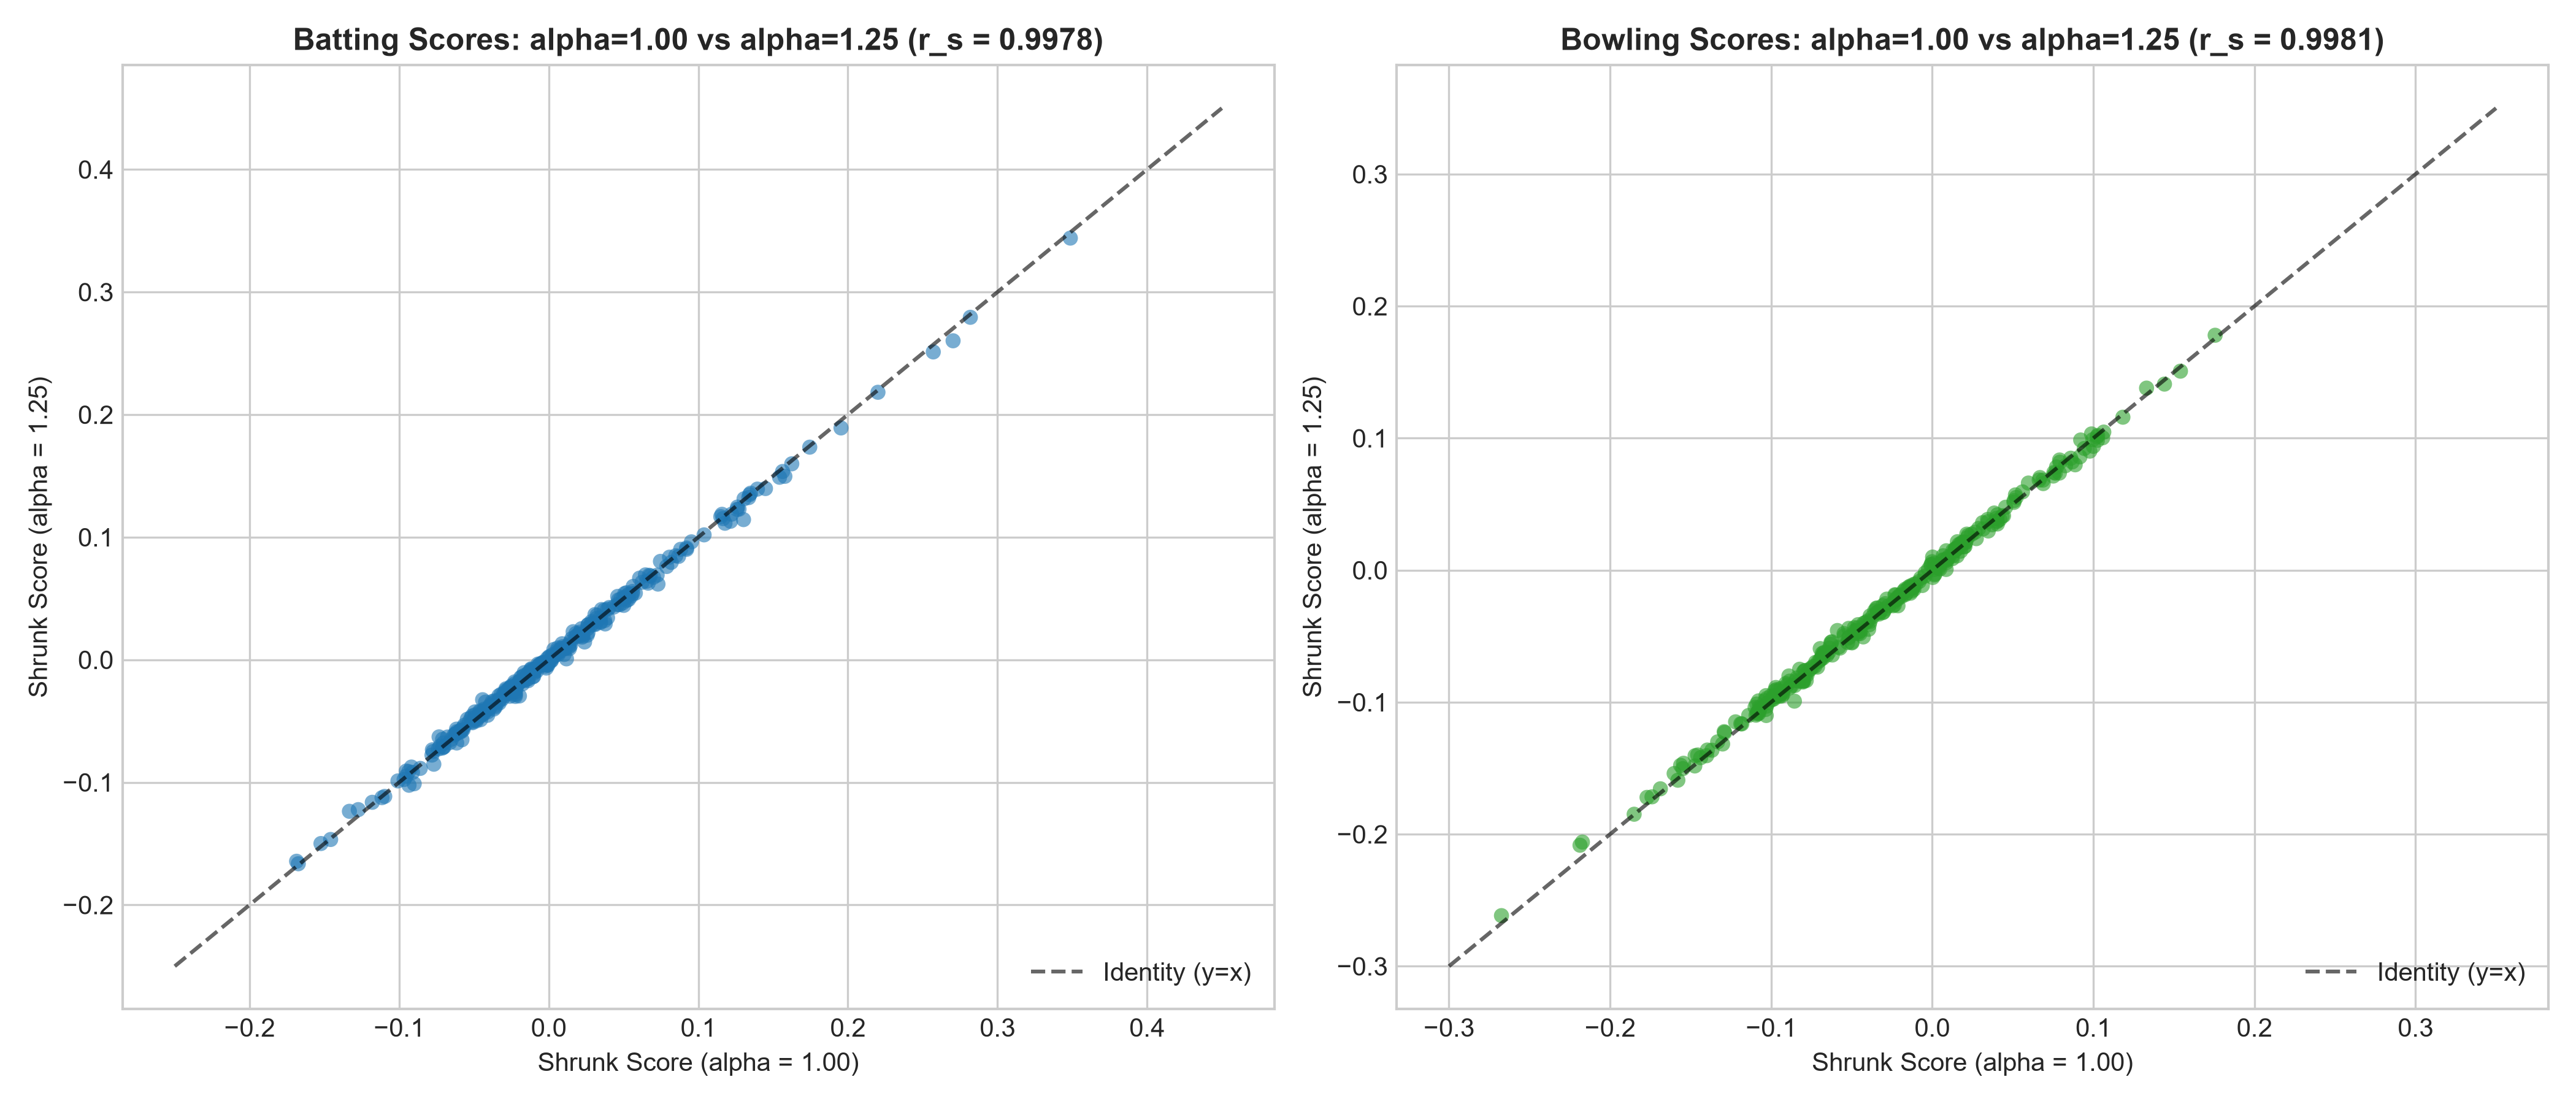 Batting Scores: alpha=1.00 vs alpha=1.25 (r_s = 0.9978)
Shrunk Score (alpha = 1.25)
0.4
0.3
0.2
0.1
0.0
−0.1
−0.2
Identity (y=x)
−0.2 −0.1 0.0 0.1 0.2 0.3 0.4
Shrunk Score (alpha = 1.00)
Bowling Scores: alpha=1.00 vs alpha=1.25 (r_s = 0.9981)
Shrunk Score (alpha = 1.25)
0.3
0.2
0.1
0.0
−0.1
−0.2
−0.3
Identity (y=x)
−0.3 −0.2 −0.1 0.0 0.1 0.2 0.3
Shrunk Score (alpha = 1.00)